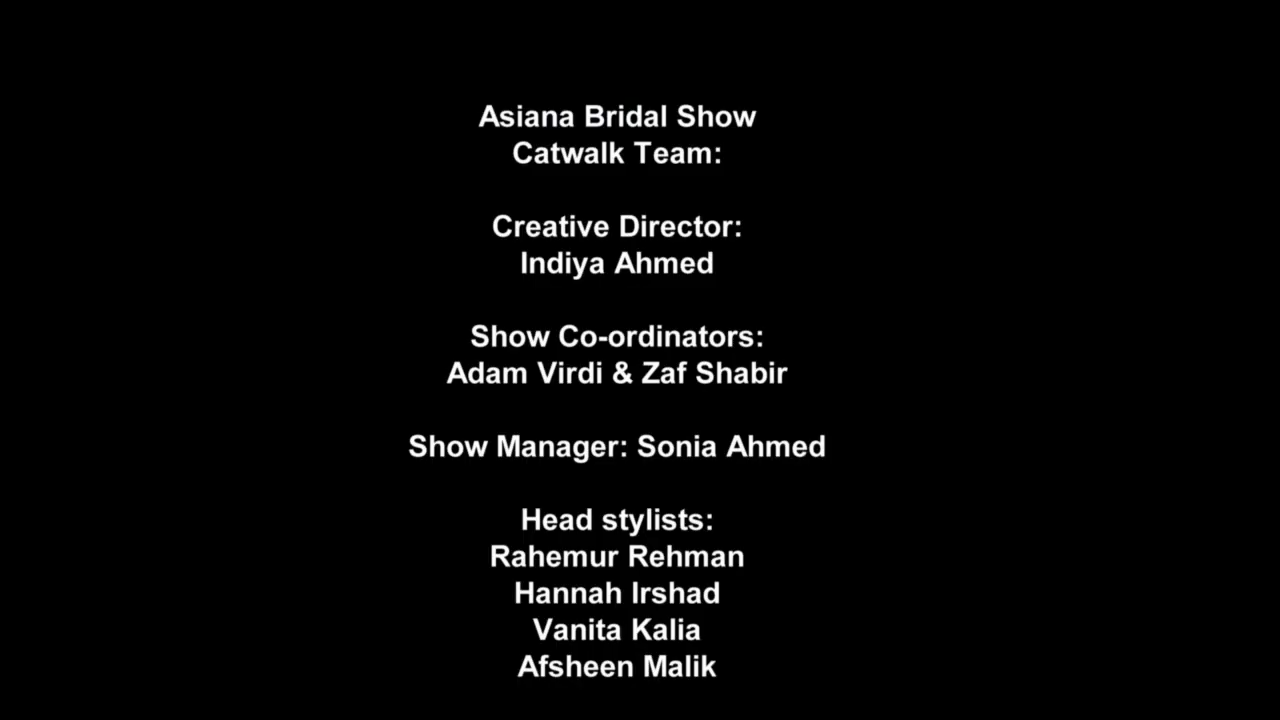 Asiana Bridal Show
Catwalk Team:
Creative Director:
Indiya Ahmed
Show Co-ordinators:
Adam Virdi & Zaf Shabir
Show Manager: Sonia Ahmed
Head stylists:
Rahemur Rehman
Hannah Irshad
Vanita Kalia
Afsheen Malik